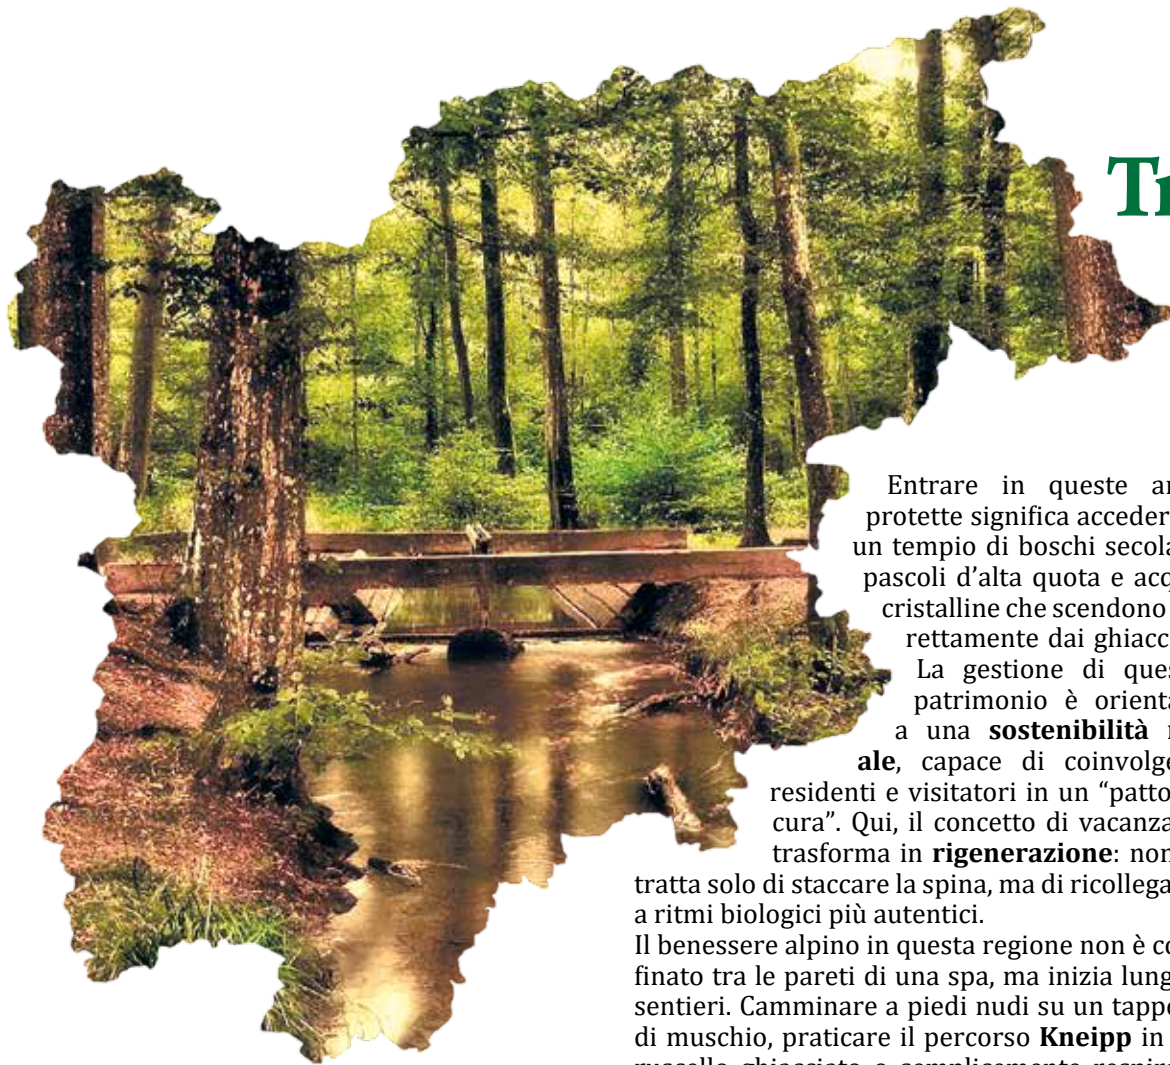 Tr
Entrare in queste ar
protette significa acceder
un tempio di boschi secola
pascoli d’alta quota e acq
cristalline che scendono
rettamente dai ghiacc
La gestione di ques
patrimonio è orienta
a una sostenibilità r
ale, capace di coinvolge
residenti e visitatori in un “patto
cura”. Qui, il concetto di vacanza
trasforma in rigenerazione: non
tratta solo di staccare la spina, ma di ricollega
a ritmi biologici più autentici.
Il benessere alpino in questa regione non è co
finato tra le pareti di una spa, ma inizia lung
sentieri. Camminare a piedi nudi su un tappe
di muschio, praticare il percorso Kneipp in